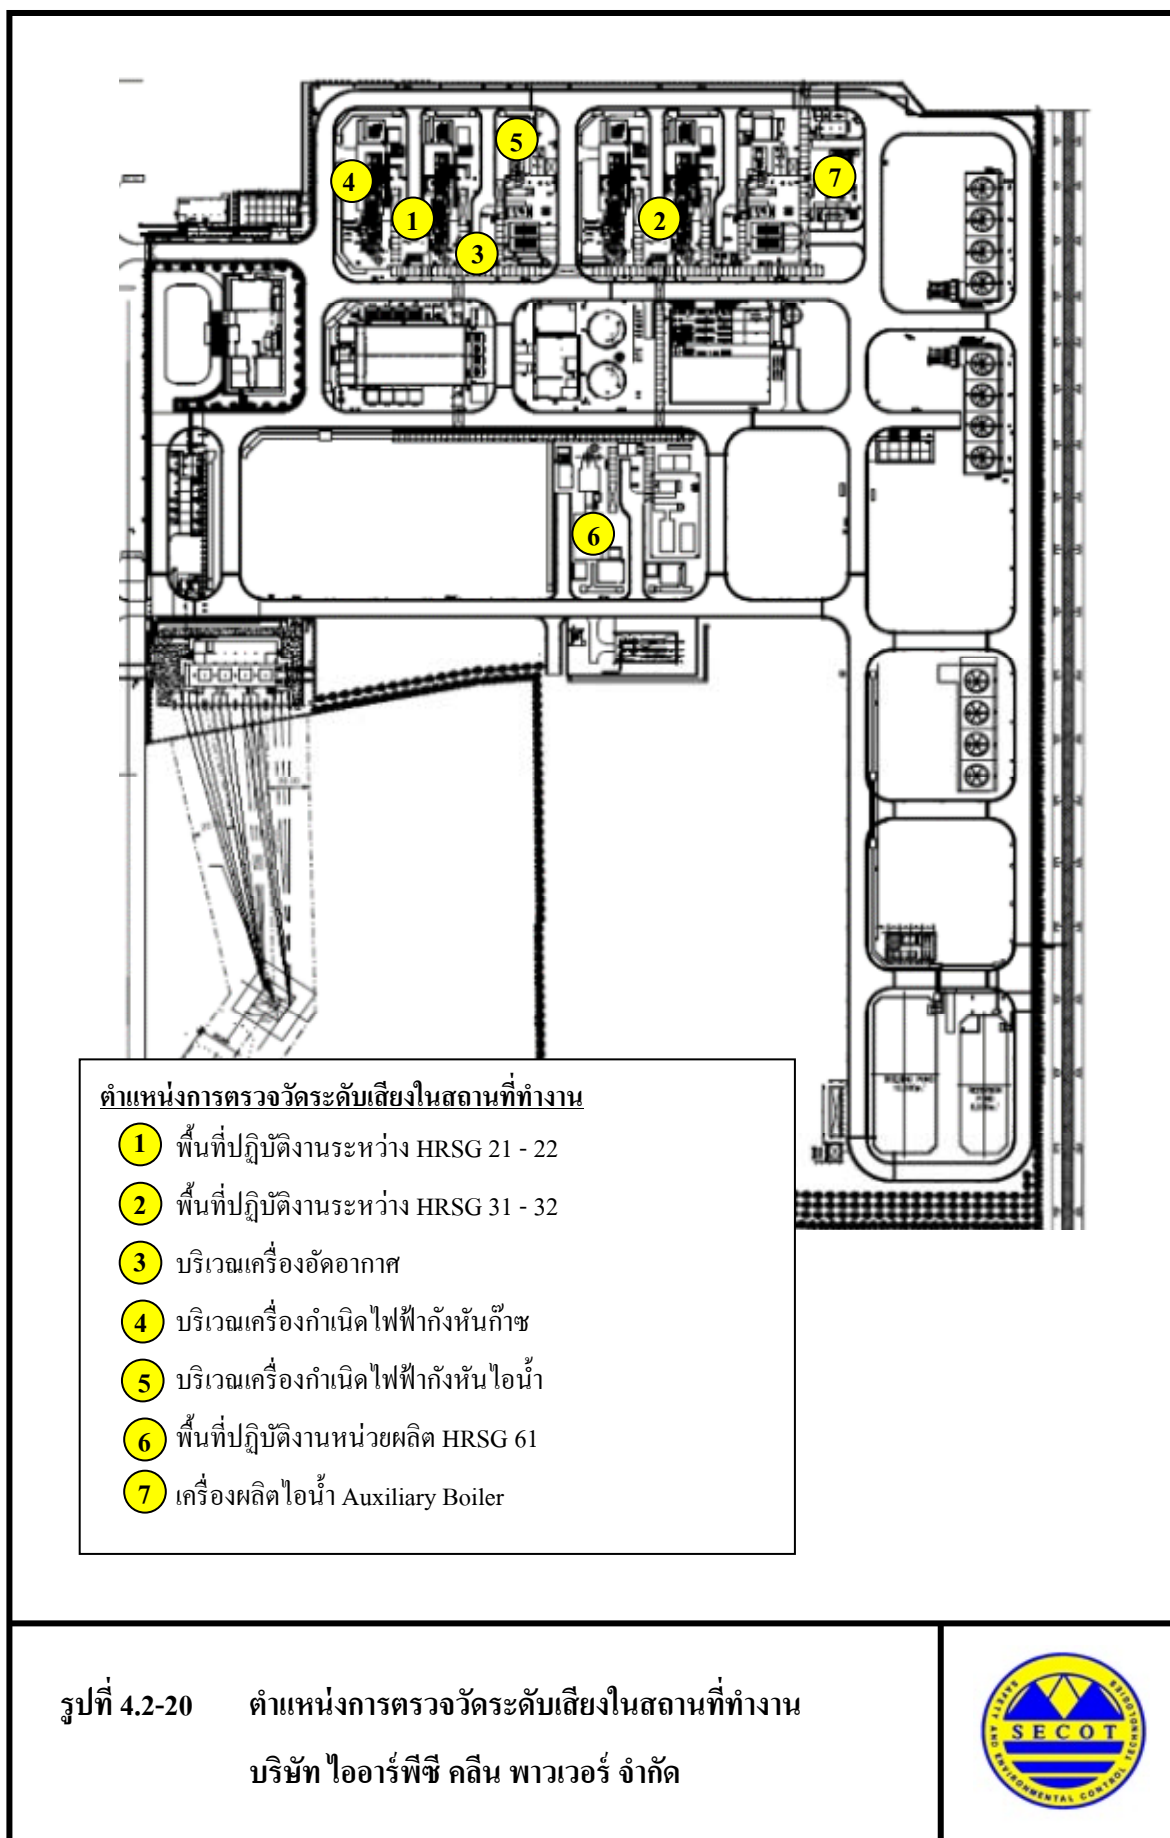 5
4
7
1
2
3
6
ตำแหน่งการตรวจวัดระดับเสียงในสถานที่ทำงาน
1 พื้นที่ปฏิบัติงานระหว่าง HRSG 21 - 22
2 พื้นที่ปฏิบัติงานระหว่าง HRSG 31 - 32
3 บริเวณเครื่องอัดอากาศ
4 บริเวณเครื่องกำเนิดไฟฟ้ากังหันก๊าซ
5 บริเวณเครื่องกำเนิดไฟฟ้ากังหันไอน้ำ
6 พื้นที่ปฏิบัติงานหน่วยผลิต HRSG 61
7 เครื่องผลิตไอน้ำ Auxiliary Boiler
รูปที่ 4.2-20 ตำแหน่งการตรวจวัดระดับเสียงในสถานที่ทำงาน
บริษัท ไออาร์พีซี คลีน พาวเวอร์ จำกัด
SECOT
SAFETY AND ENVIRONMENTAL CONTROL TECHNOLOGIES